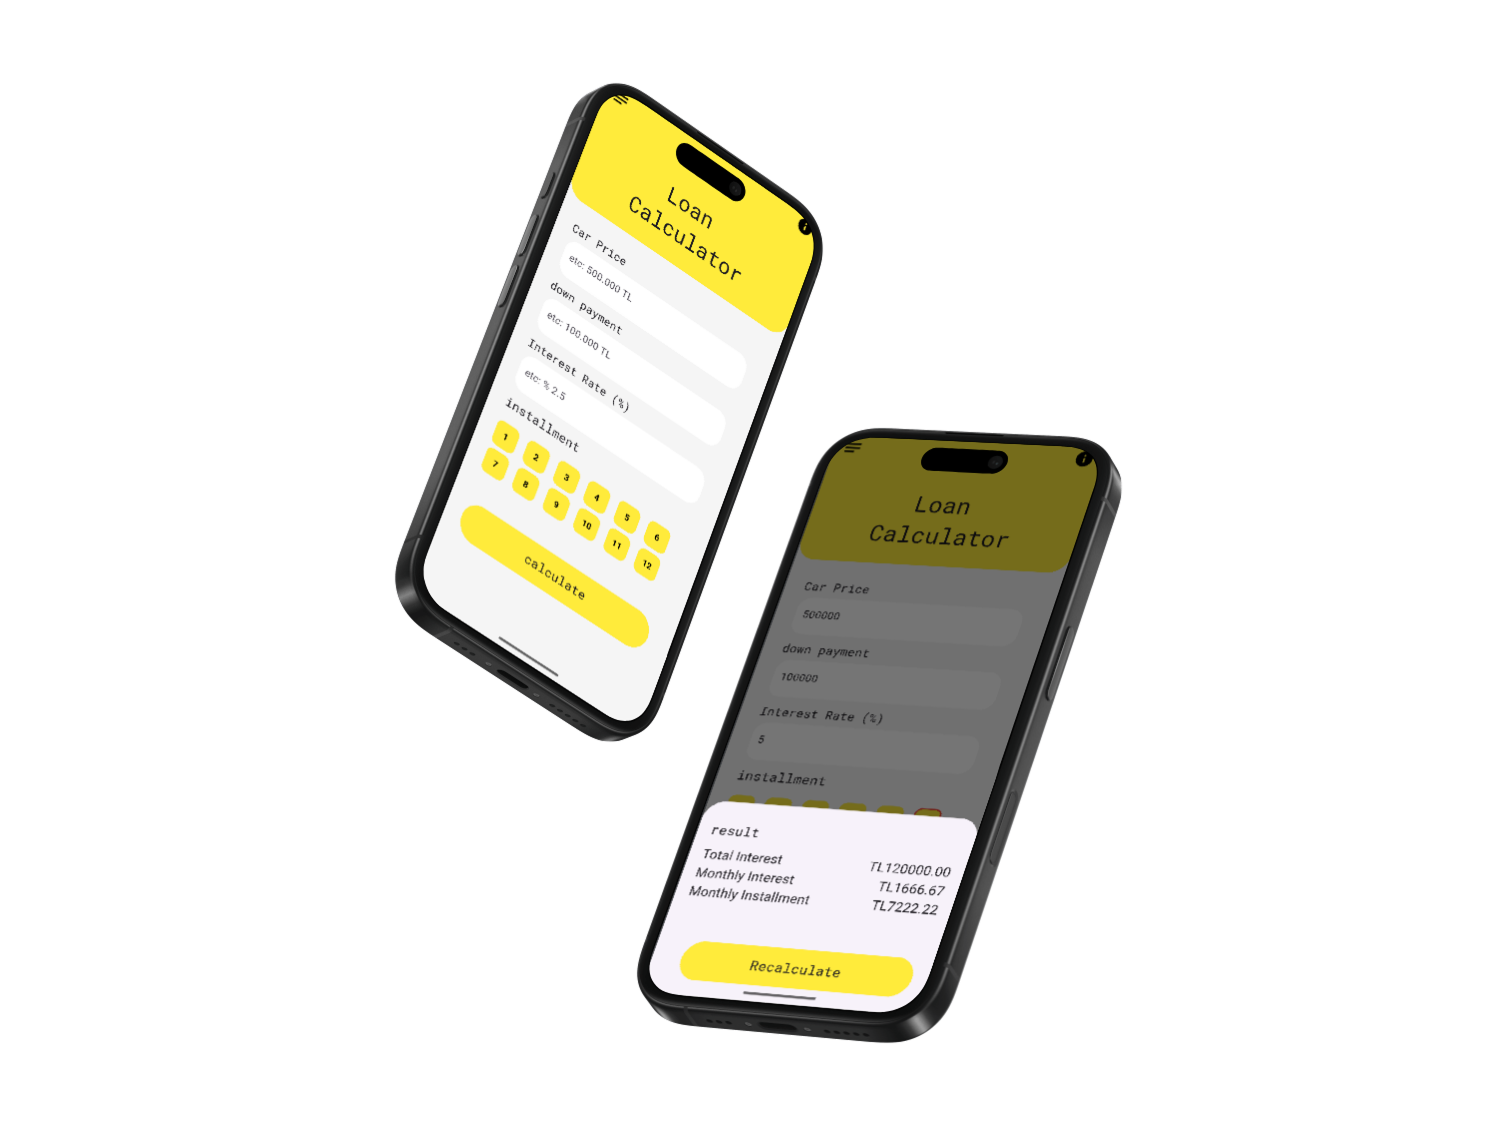 Loan
Calculator
Car Price
etc: 500.000 TL
down payment
etc: 100.000 TL
Interest Rate (%)
etc: % 2.5
installment
1 2 3 4 5 6
7 8 9 10 11 12
calculate
Loan
Calculator
Car Price
500000
down payment
100000
Interest Rate (%)
5
installment
result
Total Interest TL120000.00
Monthly Interest TL1666.67
Monthly Installment TL7222.22
Recalculate